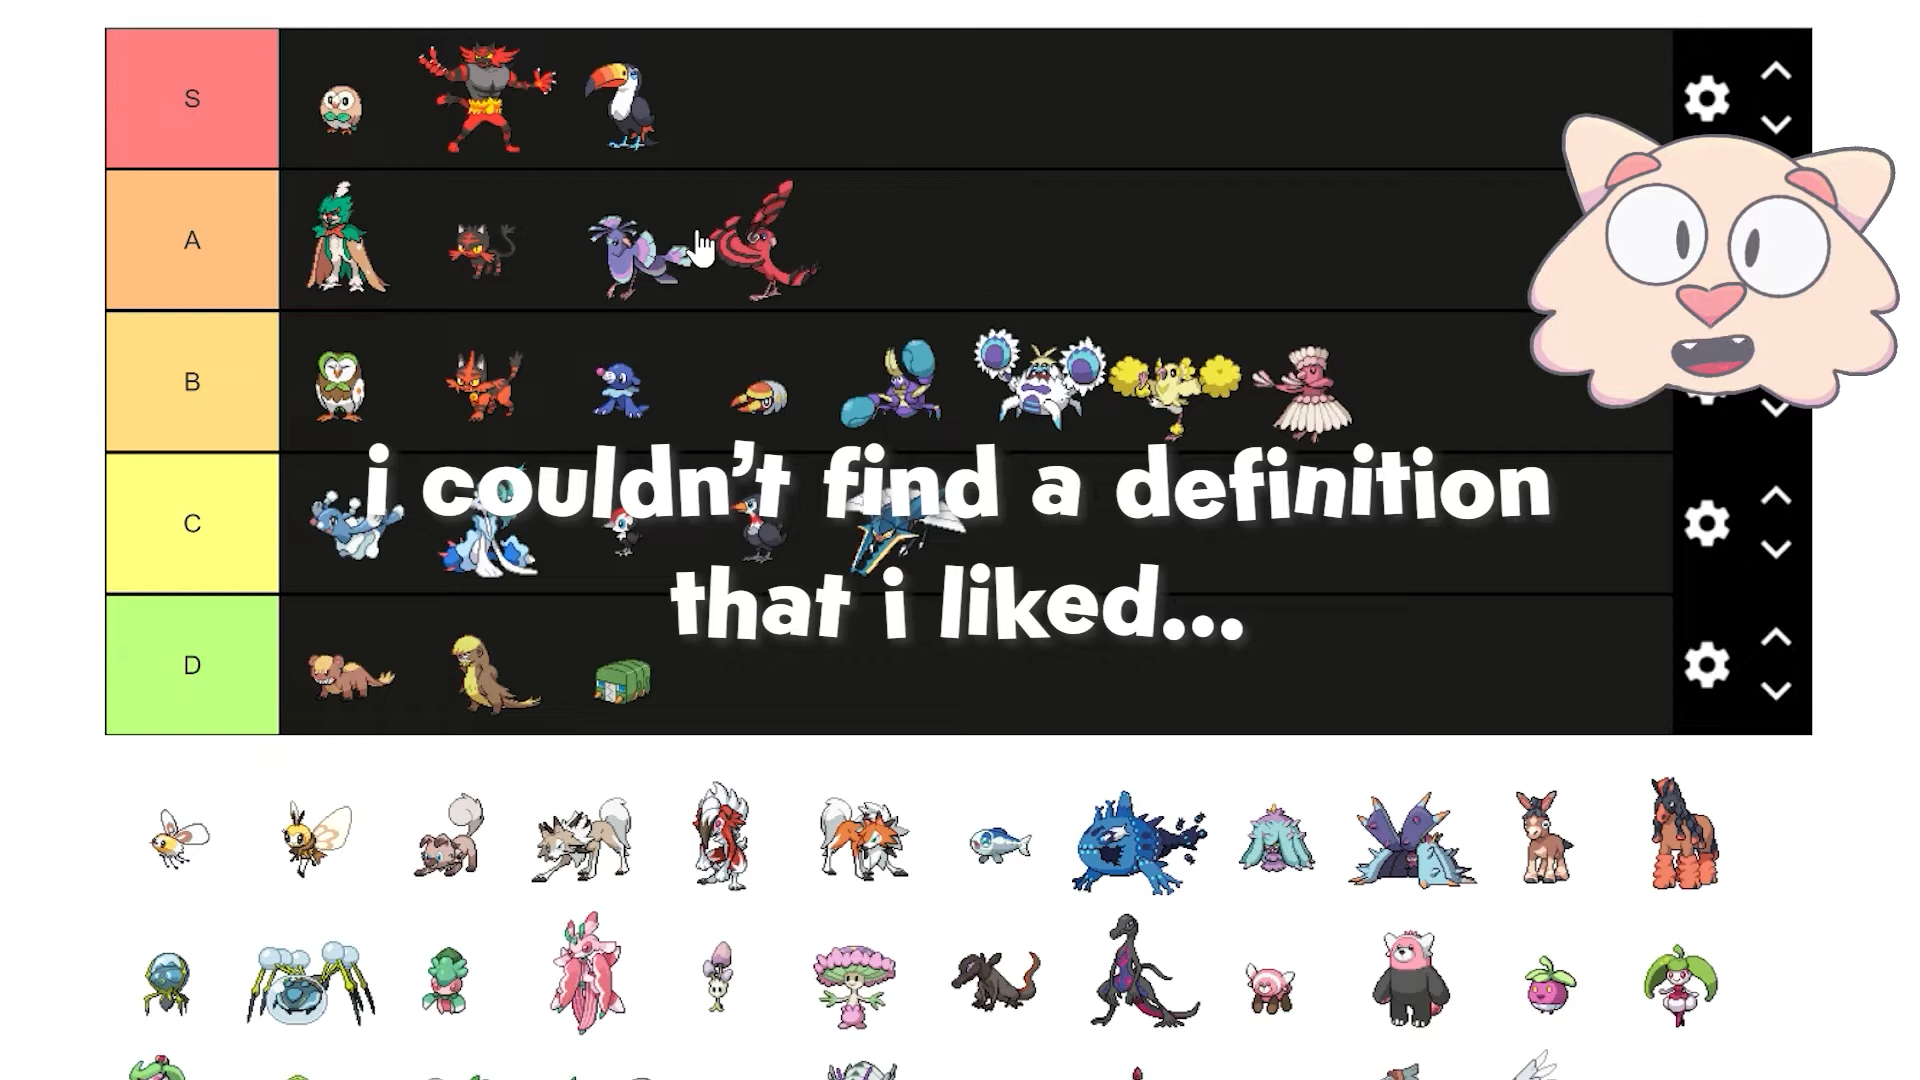 S
A
B
i couldn't find a definition
C
that i liked...
D